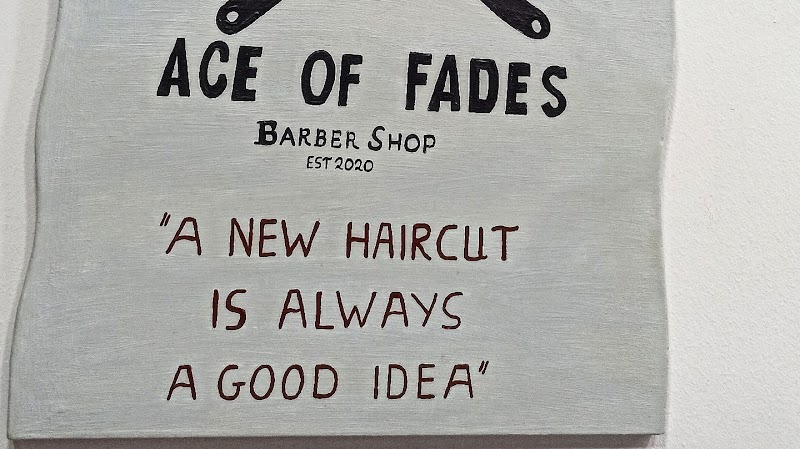 ACE OF FADES
BARBER SHOP
EST 2020
"A NEW HAIRCUT
IS ALWAYS
A GOOD IDEA"